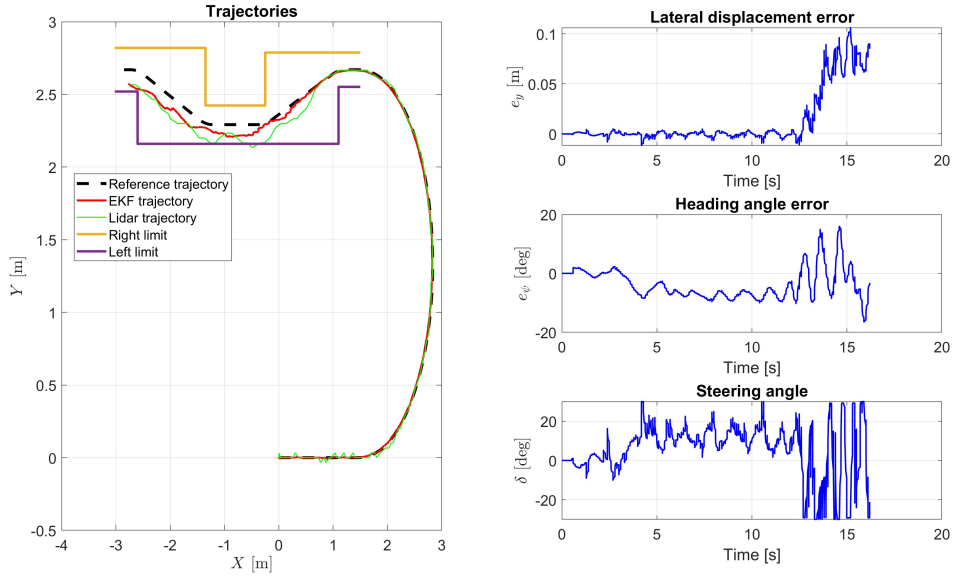 Trajectories
3
2.5
2
1.5
1
0.5
0
-0.5
-4
-3
-2
-1
0
1
2
3
Y [m]
X [m]
Reference trajectory
EKF trajectory
Lidar trajectory
Right limit
Left limit
Lateral displacement error
0.1
0.05
0
0
5
10
15
20
e_y [m]
Time [s]
Heading angle error
20
0
-20
0
5
10
15
20
e_ψ [deg]
Time [s]
Steering angle
20
0
-20
0
5
10
15
20
δ [deg]
Time [s]